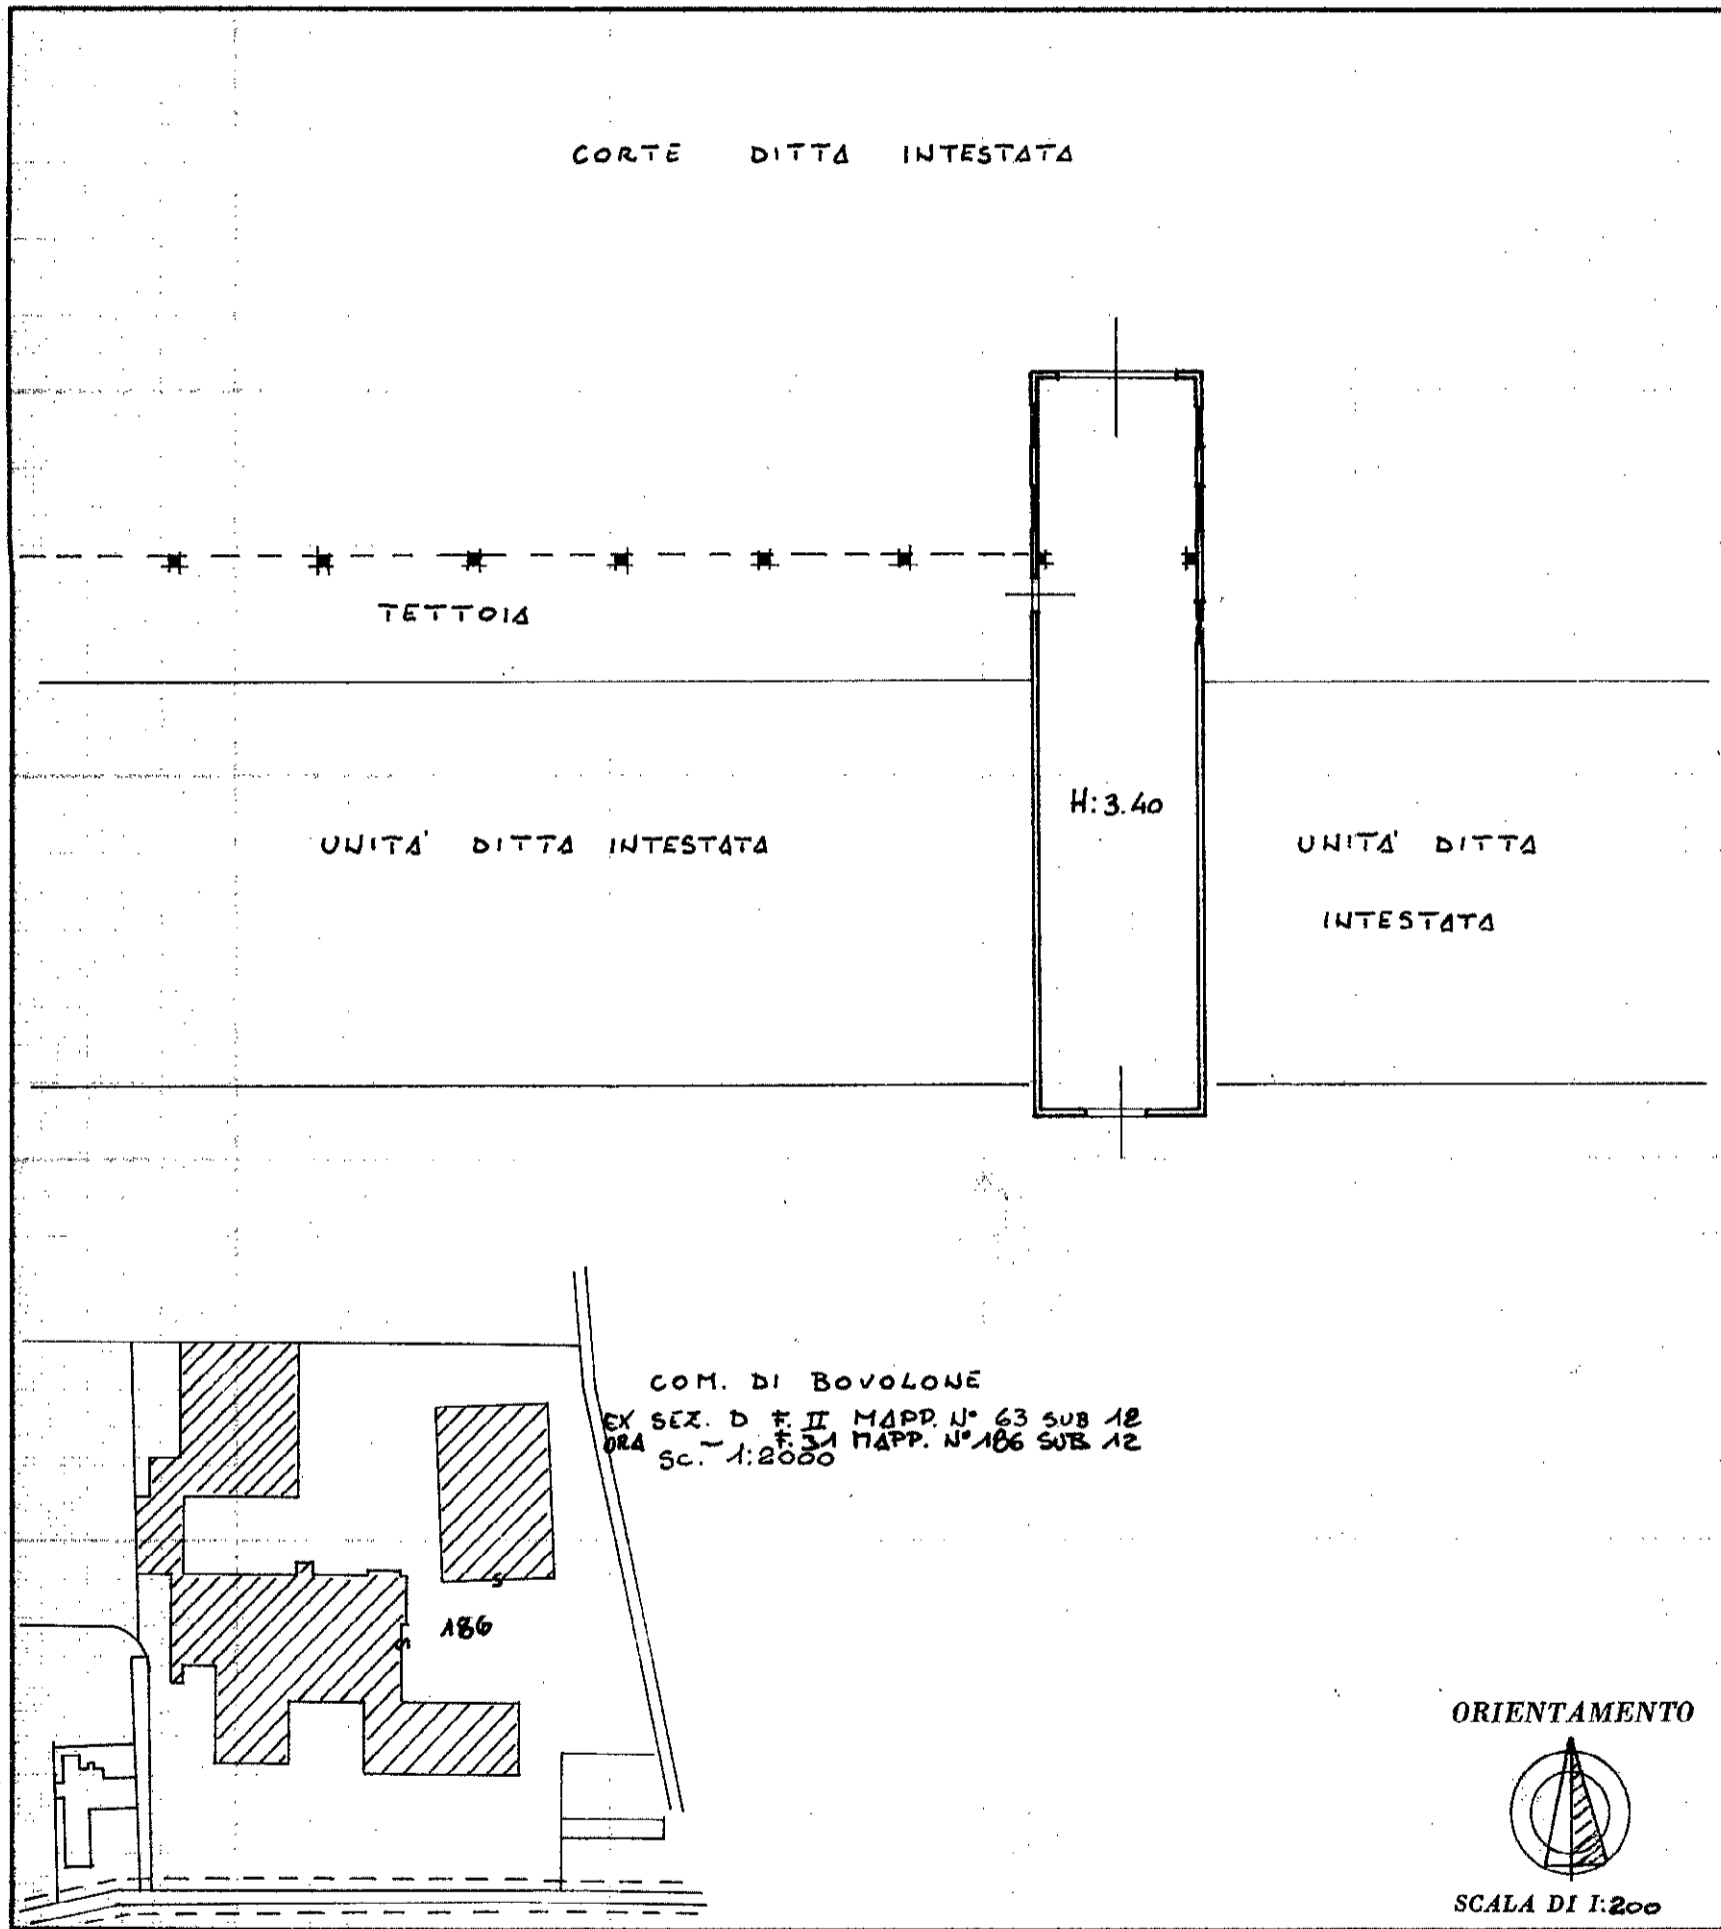 CORTE DITTA INTESTATA
TETTOIA
H: 3.40
UNITA' DITTA INTESTATA
UNITA' DITTA
INTESTATA
COM. DI BOVOLONE
EX SEZ. D F. II MAPP. N° 63 SUB 12
ORA — F. 31 MAPP. N° 186 SUB 12
SC. 1:2000
S
186
S
ORIENTAMENTO
SCALA DI 1:200